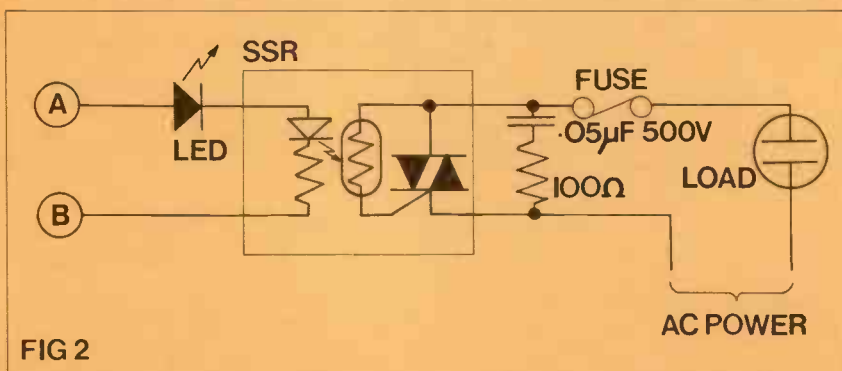 SSR
A
LED
B
FUSE
.05µF 500V
100Ω
LOAD
AC POWER
FIG 2